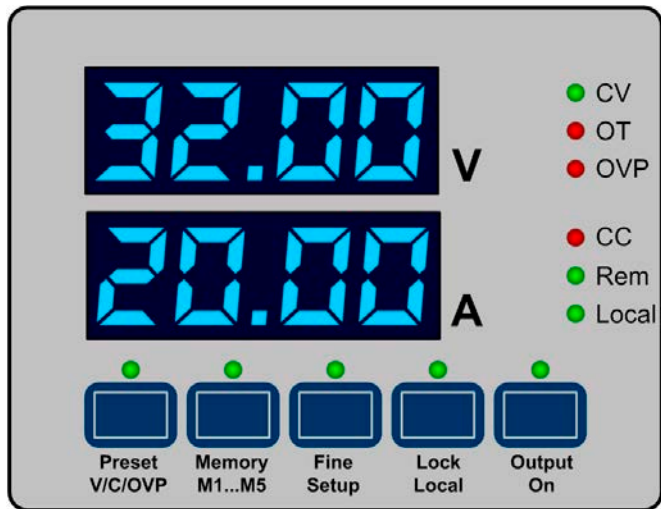 32.00
V
20.00
A
CV
OT
OVP
CC
Rem
Local
Preset
V/C/OVP
Memory
M1...M5
Fine
Setup
Lock
Local
Output
On